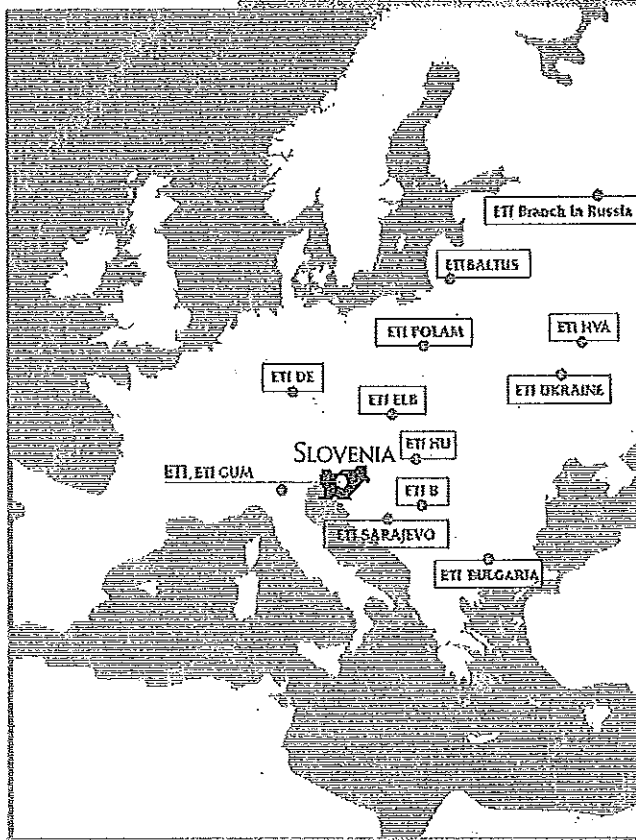 ETI Branch in Russia
ETI BALTUS
ETI POLAM
ETI HVA
ETI DE
ETI UKRAINE
ETI ELB
ETI HU
SLOVENIA
ETI, ETI GUM
ETI B
ETI SARAJEVO
ETI BULGARIA